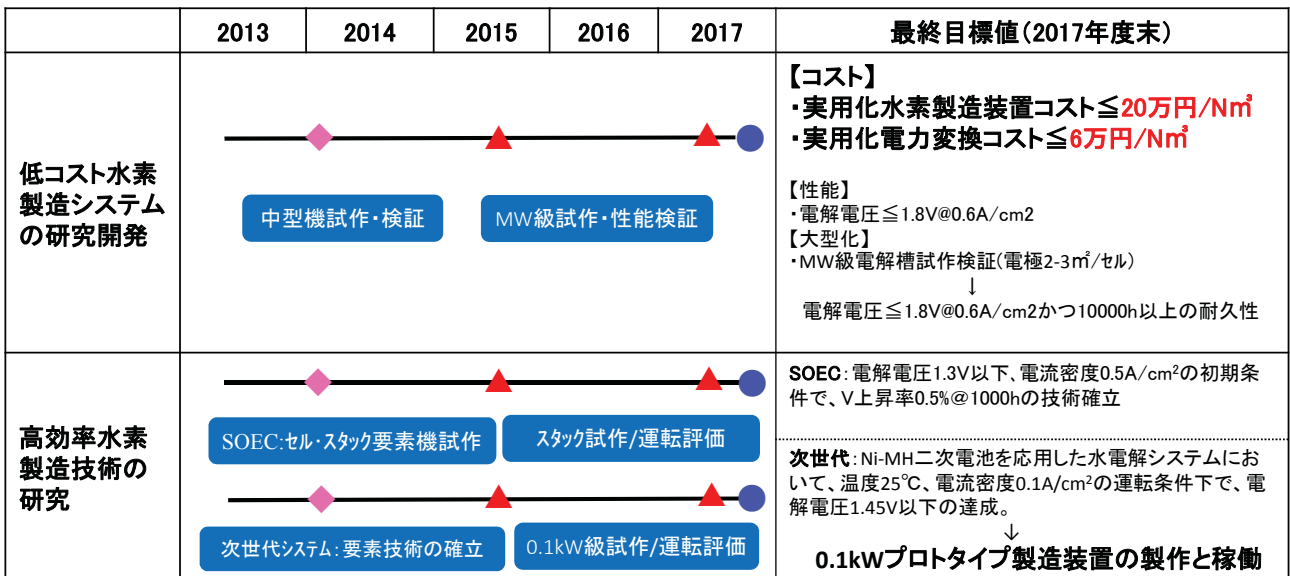 2013 2014 2015 2016 2017 最終目標値(2017年度末)
低コスト水素
製造システム
の研究開発
中型機試作・検証
MW級試作・性能検証
【コスト】
・実用化水素製造装置コスト≦20万円/N㎥
・実用化電力変換コスト≦6万円/N㎥
【性能】
・電解電圧≦1.8V@0.6A/cm2
【大型化】
・MW級電解槽試作検証(電極2-3㎡/セル)
↓
電解電圧≦1.8V@0.6A/cm2かつ10000h以上の耐久性
高効率水素
製造技術の
研究
SOEC:セル・スタック要素機試作
スタック試作/運転評価
次世代システム:要素技術の確立
0.1kW級試作/運転評価
SOEC:電解電圧1.3V以下、電流密度0.5A/cm²の初期条
件で、V上昇率0.5%@1000hの技術確立
次世代:Ni-MH二次電池を応用した水電解システムにお
いて、温度25℃、電流密度0.1A/cm²の運転条件下で、電
解電圧1.45V以下の達成。
↓
0.1kWプロトタイプ製造装置の製作と稼働